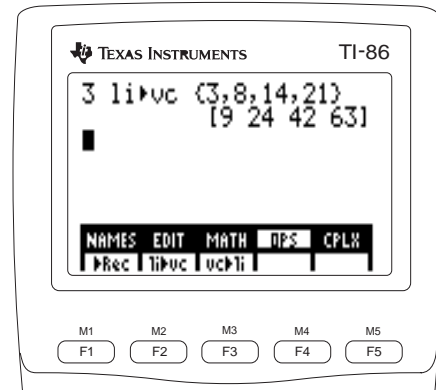 TEXAS INSTRUMENTS TI-86
3 li▸vc {3,8,14,21}
[9 24 42 63]
NAMES EDIT MATH OPS CPLX
▸Rec li▸vc vc▸li
M1 M2 M3 M4 M5
F1 F2 F3 F4 F5